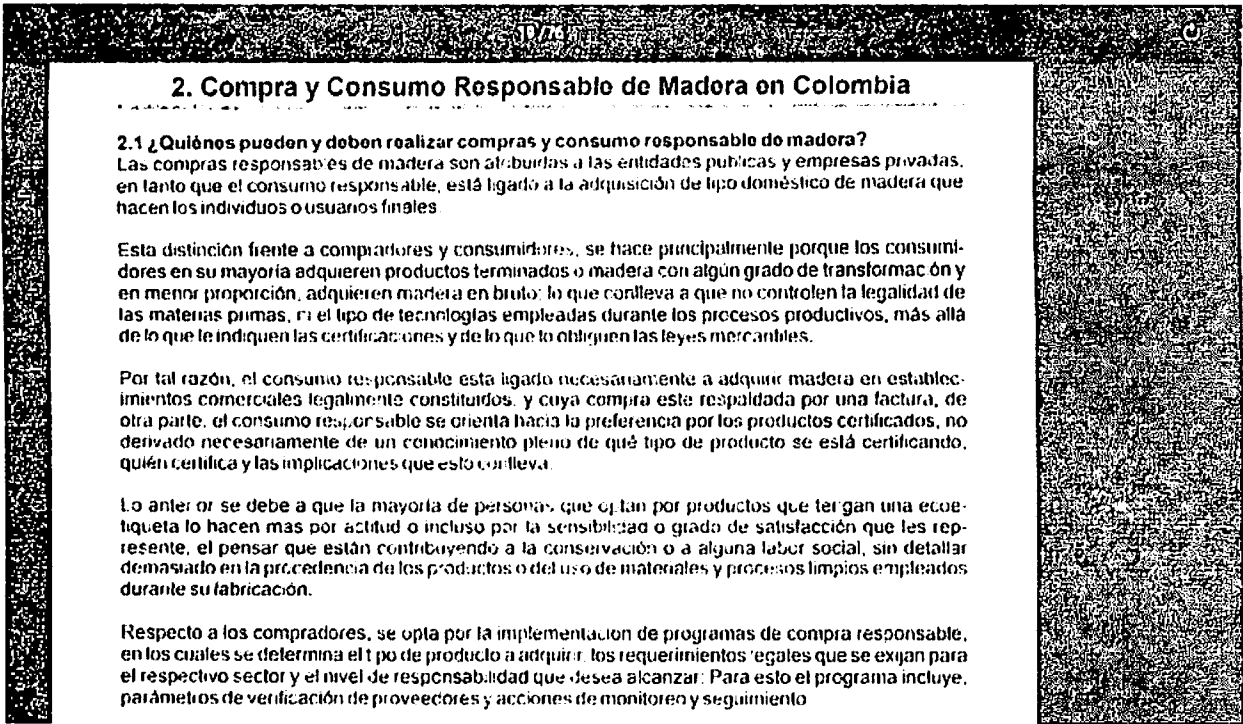 19/76
2. Compra y Consumo Responsable de Madera en Colombia
2.1 ¿Quiénes pueden y deben realizar compras y consumo responsable de madera?
Las compras responsables de madera son atribuidas a las entidades publicas y empresas privadas,
en tanto que el consumo responsable, está ligado a la adquisición de tipo doméstico de madera que
hacen los individuos o usuarios finales.
Esta distinción frente a compradores y consumidores, se hace principalmente porque los consumi-
dores en su mayoría adquieren productos terminados o madera con algún grado de transformación y
en menor proporción, adquieren madera en bruto; lo que conlleva a que no controlen la legalidad de
las materias primas, ni el tipo de tecnologías empleadas durante los procesos productivos, más allá
de lo que le indiquen las certificaciones y de lo que lo obliguen las leyes mercantiles.
Por tal razón, el consumo responsable esta ligado necesariamente a adquirir madera en establec-
imientos comerciales legalmente constituidos, y cuya compra este respaldada por una factura, de
otra parte, el consumo responsable se orienta hacia la preferencia por los productos certificados, no
derivado necesariamente de un conocimiento pleno de qué tipo de producto se está certificando,
quién certifica y las implicaciones que esto conlleva.
Lo anterior se debe a que la mayoría de personas que optan por productos que tengan una ecoe-
tiqueta lo hacen mas por actitud o incluso por la sensibilidad o grado de satisfacción que les rep-
resente, el pensar que están contribuyendo a la conservación o a alguna labor social, sin detallar
demasiado en la procedencia de los productos o del uso de materiales y procesos limpios empleados
durante su fabricación.
Respecto a los compradores, se opta por la implementacion de programas de compra responsable,
en los cuales se determina el tipo de producto a adquirir, los requerimientos legales que se exijan para
el respectivo sector y el nivel de responsabilidad que desea alcanzar. Para esto el programa incluye,
parámetros de verificación de proveedores y acciones de monitoreo y seguimiento